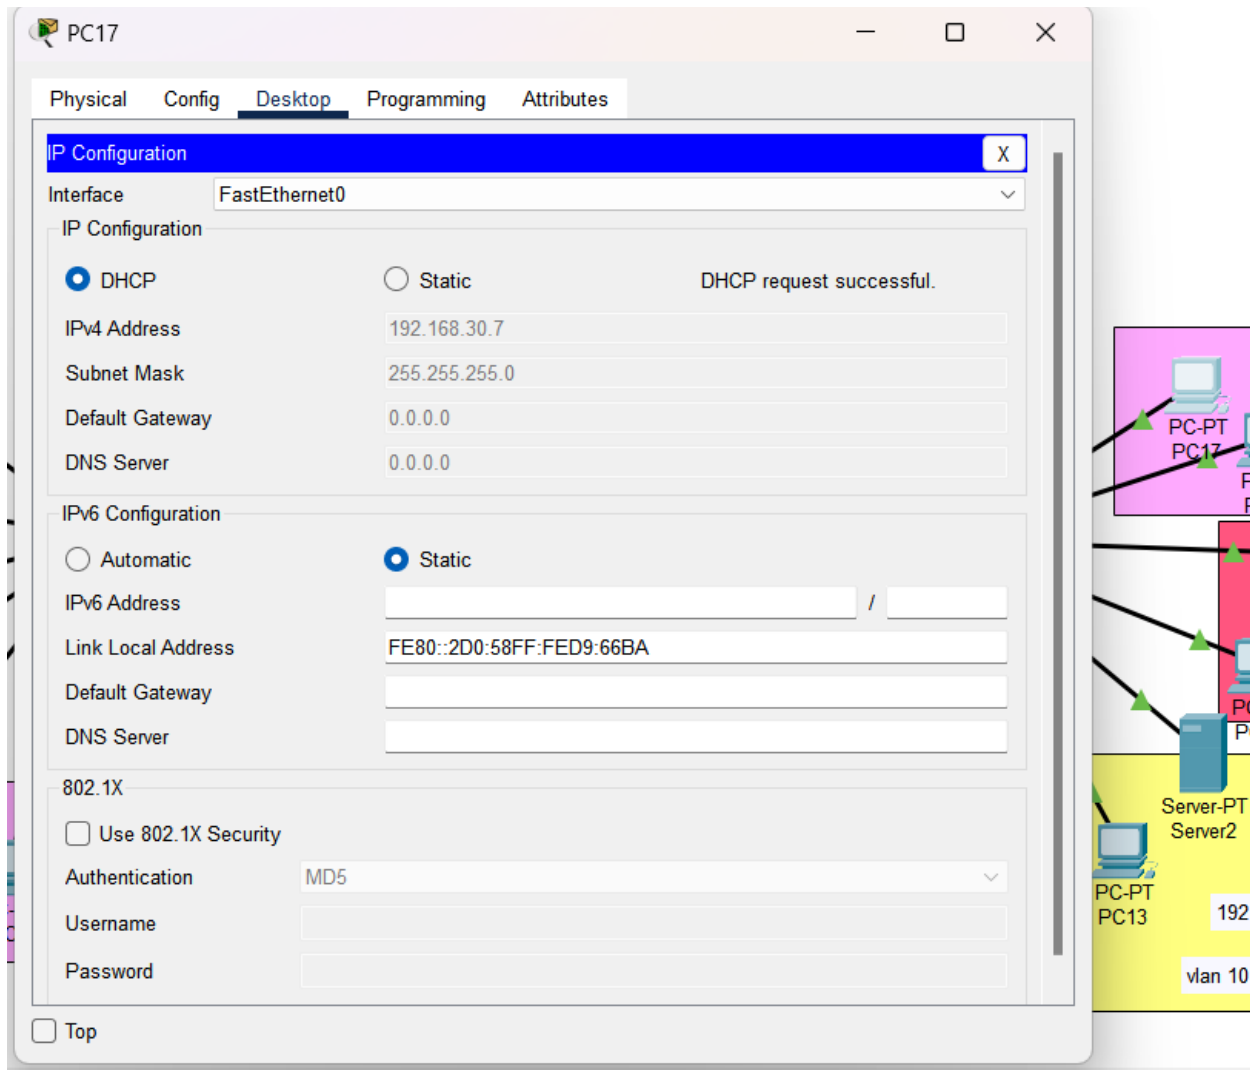 PC17
Physical Config Desktop Programming Attributes
IP Configuration X
Interface FastEthernet0
IP Configuration
DHCP Static DHCP request successful.
IPv4 Address 192.168.30.7
Subnet Mask 255.255.255.0
Default Gateway 0.0.0.0
DNS Server 0.0.0.0
IPv6 Configuration
Automatic Static
IPv6 Address /
Link Local Address FE80::2D0:58FF:FED9:66BA
Default Gateway
DNS Server
802.1X
Use 802.1X Security
Authentication MD5
Username
Password
Top
PC-PT
PC17
Server-PT
Server2
PC-PT
PC13
192
vlan 10